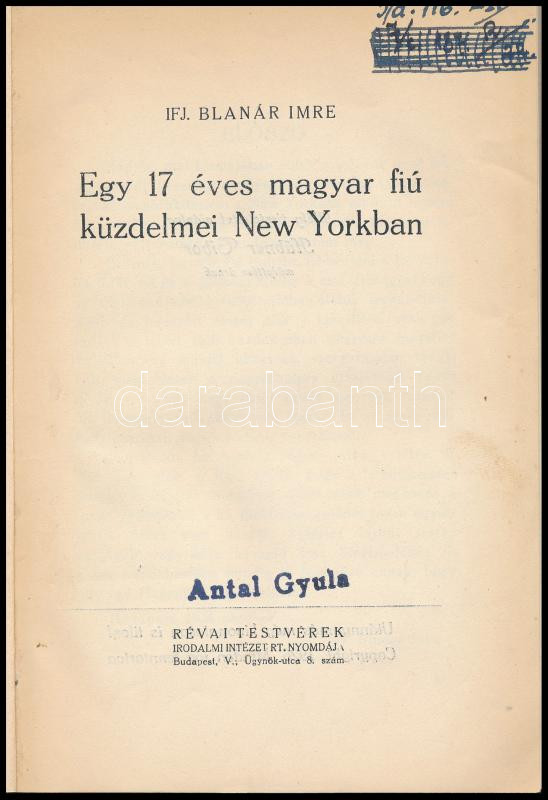 IFJ. BLANÁR IMRE
Egy 17 éves magyar fiú
küzdelmei New Yorkban
darabanth
Antal Gyula
RÉVAI TESTVÉREK
IRODALMI INTÉZET RT. NYOMDÁJA
Budapest, V., Ügynök-utca 8. szám